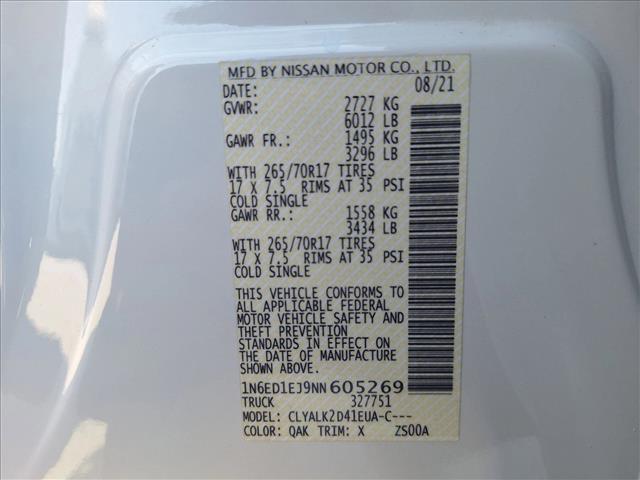 MFD BY NISSAN MOTOR CO., LTD.
DATE: 08/21
GVWR: 2727 KG
6012 LB
GAWR FR.: 1495 KG
3296 LB
WITH 265/70R17 TIRES
17 X 7.5 RIMS AT 35 PSI
COLD SINGLE
GAWR RR.: 1558 KG
3434 LB
WITH 265/70R17 TIRES
17 X 7.5 RIMS AT 35 PSI
COLD SINGLE
THIS VEHICLE CONFORMS TO
ALL APPLICABLE FEDERAL
MOTOR VEHICLE SAFETY AND
THEFT PREVENTION
STANDARDS IN EFFECT ON
THE DATE OF MANUFACTURE
SHOWN ABOVE.
1N6ED1EJ9NN605269
TRUCK 327751
MODEL: CLYALK2D41EUA-C---
COLOR: QAK TRIM: X ZS00A